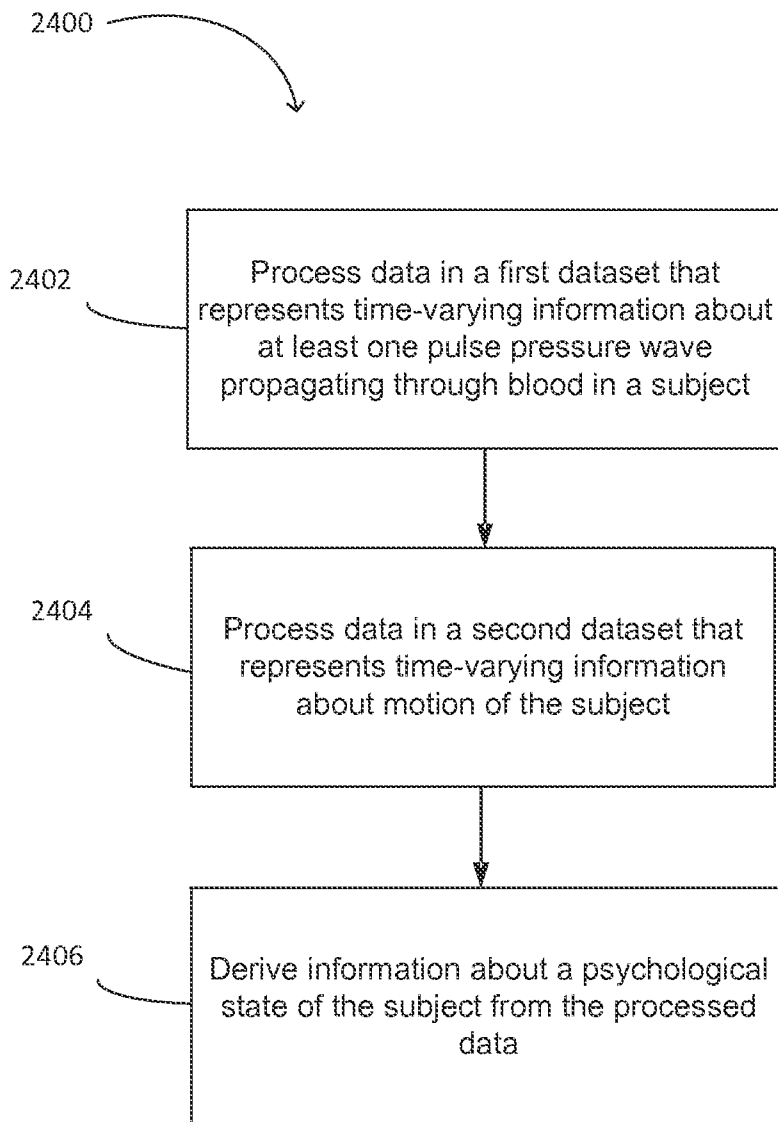 2400
2402
Process data in a first dataset that
represents time-varying information about
at least one pulse pressure wave
propagating through blood in a subject
2404
Process data in a second dataset that
represents time-varying information
about motion of the subject
2406
Derive information about a psychological
state of the subject from the processed
data